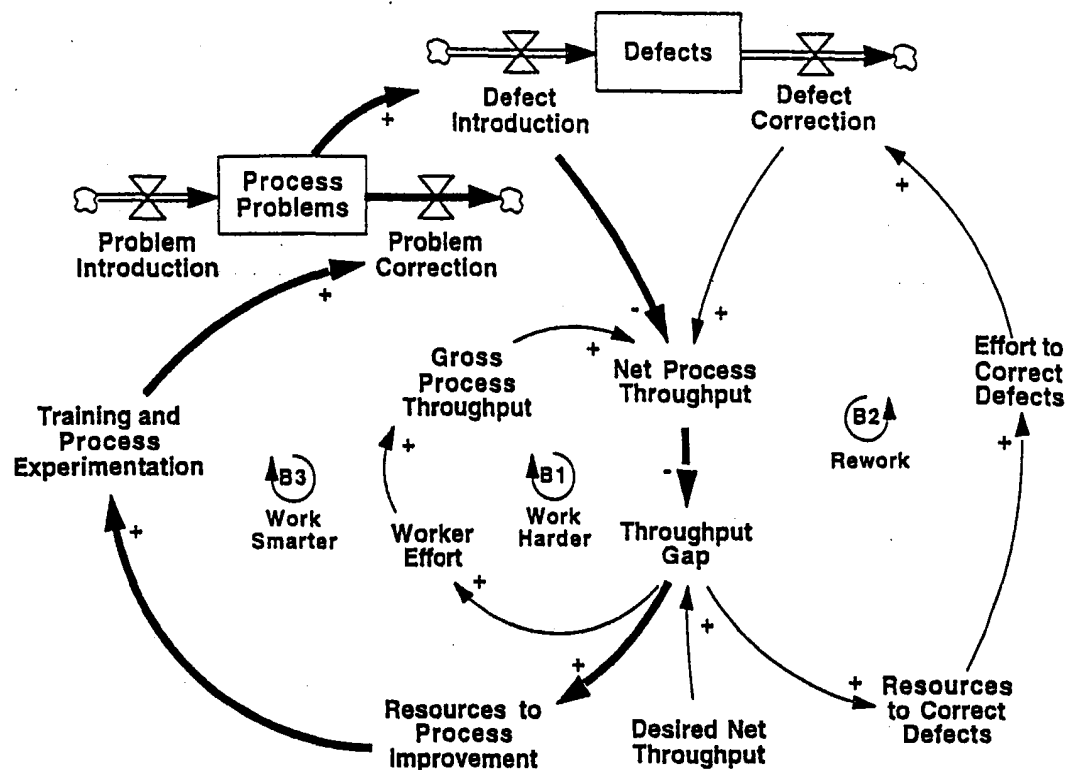 Defects
Defect
Introduction
Defect
Correction
+
+
Process
Problems
Problem
Introduction
Problem
Correction
+
-
+
+
Gross
Process
Throughput
Net Process
Throughput
Effort to
Correct
Defects
Training and
Process
Experimentation
+
B3
Work
Smarter
B1
Work
Harder
B2
Rework
+
-
+
Worker
Effort
Throughput
Gap
+
+
+
+
Resources to
Process
Improvement
Desired Net
Throughput
+
Resources
to Correct
Defects